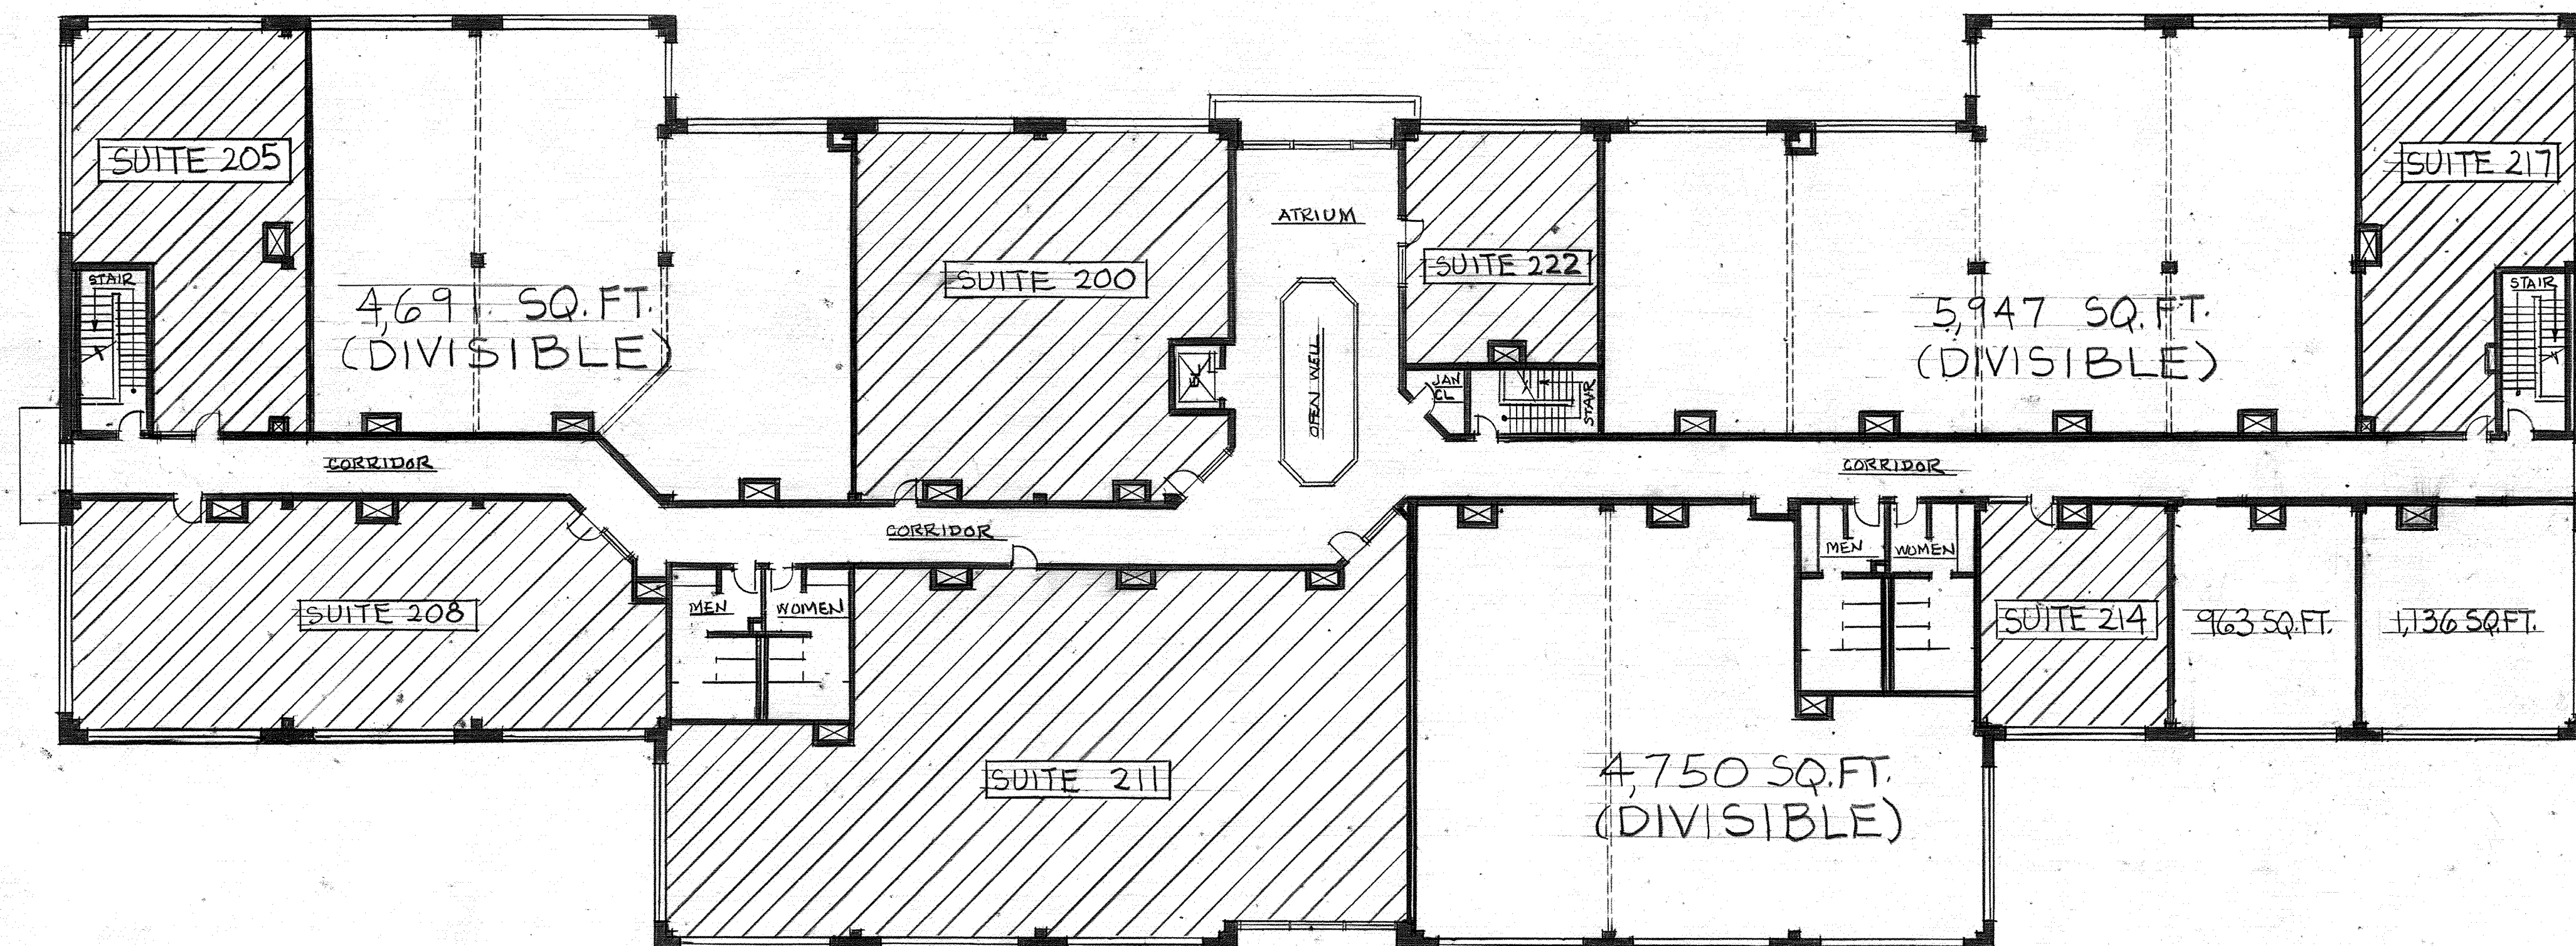 SUITE 205
SUITE 217
ATRIUM
SUITE 222
SUITE 200
STAIR
STAIR
4,691 SQ.FT.
(DIVISIBLE)
5,947 SQ.FT.
(DIVISIBLE)
EL
OPEN WELL
JAN
CL
STAIR
CORRIDOR
CORRIDOR
CORRIDOR
MEN
WOMEN
SUITE 208
MEN
WOMEN
SUITE 214
963 SQ.FT.
1,136 SQ.FT.
SUITE 211
4,750 SQ.FT.
(DIVISIBLE)